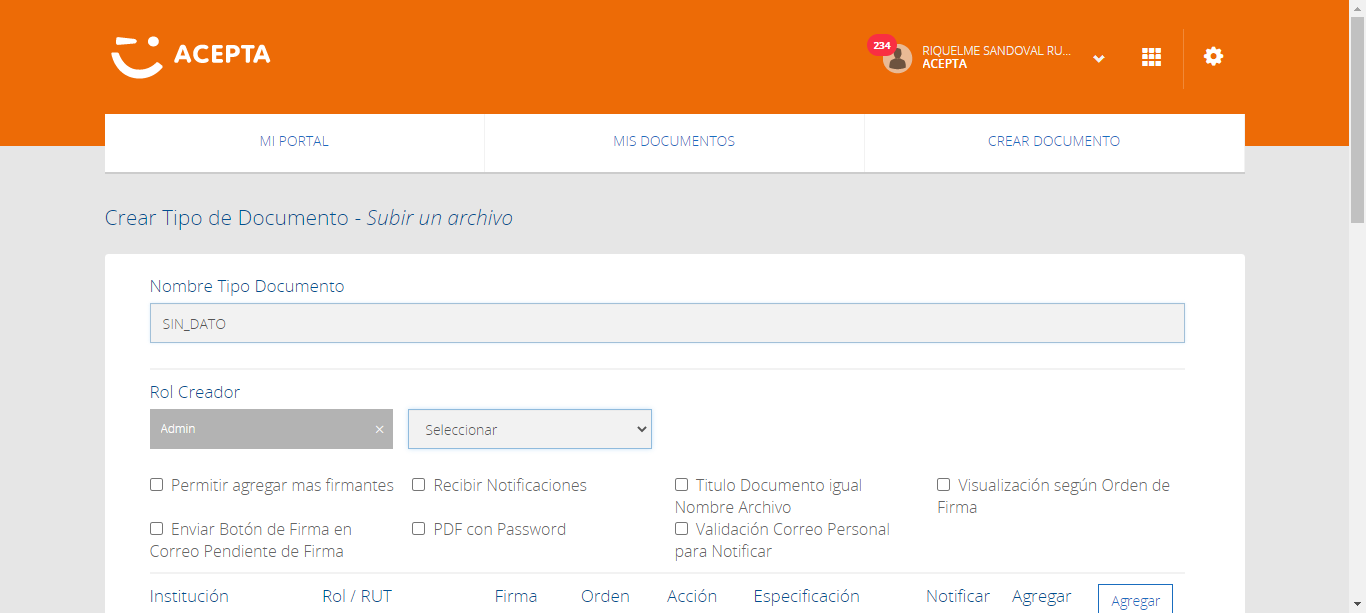 ACEPTA
234
RIQUELME SANDOVAL RU...
ACEPTA
MI PORTAL
MIS DOCUMENTOS
CREAR DOCUMENTO
Crear Tipo de Documento - Subir un archivo
Nombre Tipo Documento
SIN_DATO
Rol Creador
Admin ×
Seleccionar
Permitir agregar mas firmantes
Recibir Notificaciones
Titulo Documento igual
Nombre Archivo
Visualización según Orden de
Firma
Enviar Botón de Firma en
Correo Pendiente de Firma
PDF con Password
Validación Correo Personal
para Notificar
Institución Rol / RUT Firma Orden Acción Especificación Notificar Agregar Agregar